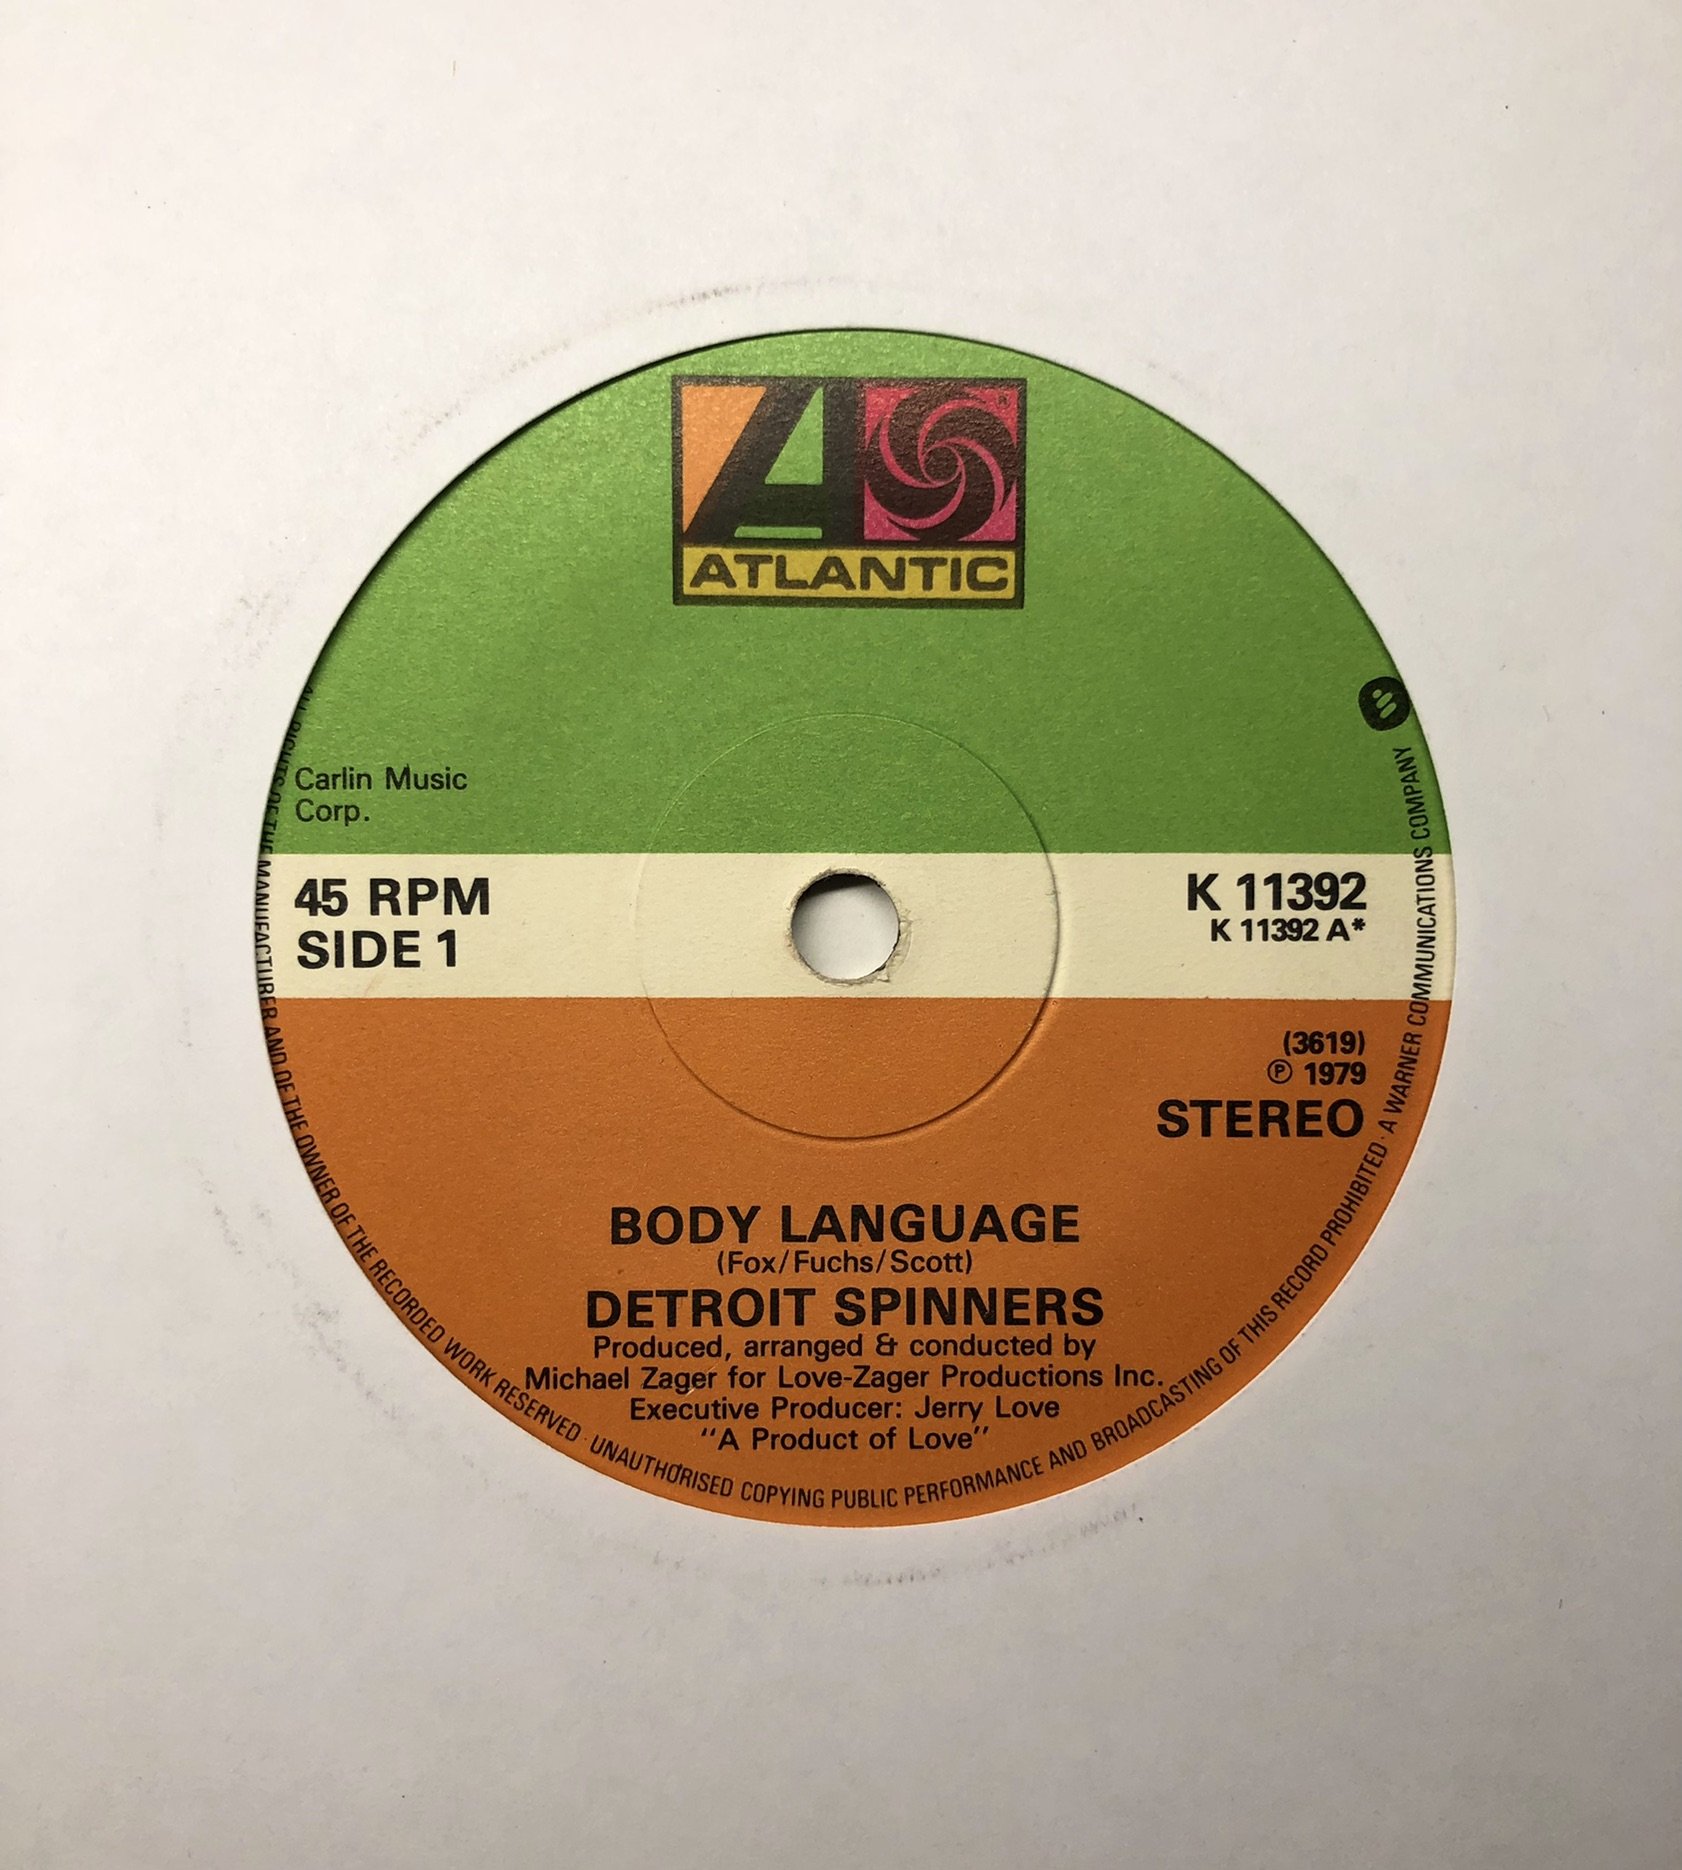 ATLANTIC
Carlin Music
Corp.
45 RPM
SIDE 1
K 11392
K 11392 A*
(3619)
℗ 1979
STEREO
BODY LANGUAGE
(Fox/Fuchs/Scott)
DETROIT SPINNERS
Produced, arranged & conducted by
Michael Zager for Love-Zager Productions Inc.
Executive Producer: Jerry Love
"A Product of Love"
ALL RIGHTS OF THE MANUFACTURER AND OF THE OWNER OF THE RECORDED WORK RESERVED · UNAUTHORISED COPYING PUBLIC PERFORMANCE AND BROADCASTING OF THIS RECORD PROHIBITED · A WARNER COMMUNICATIONS COMPANY